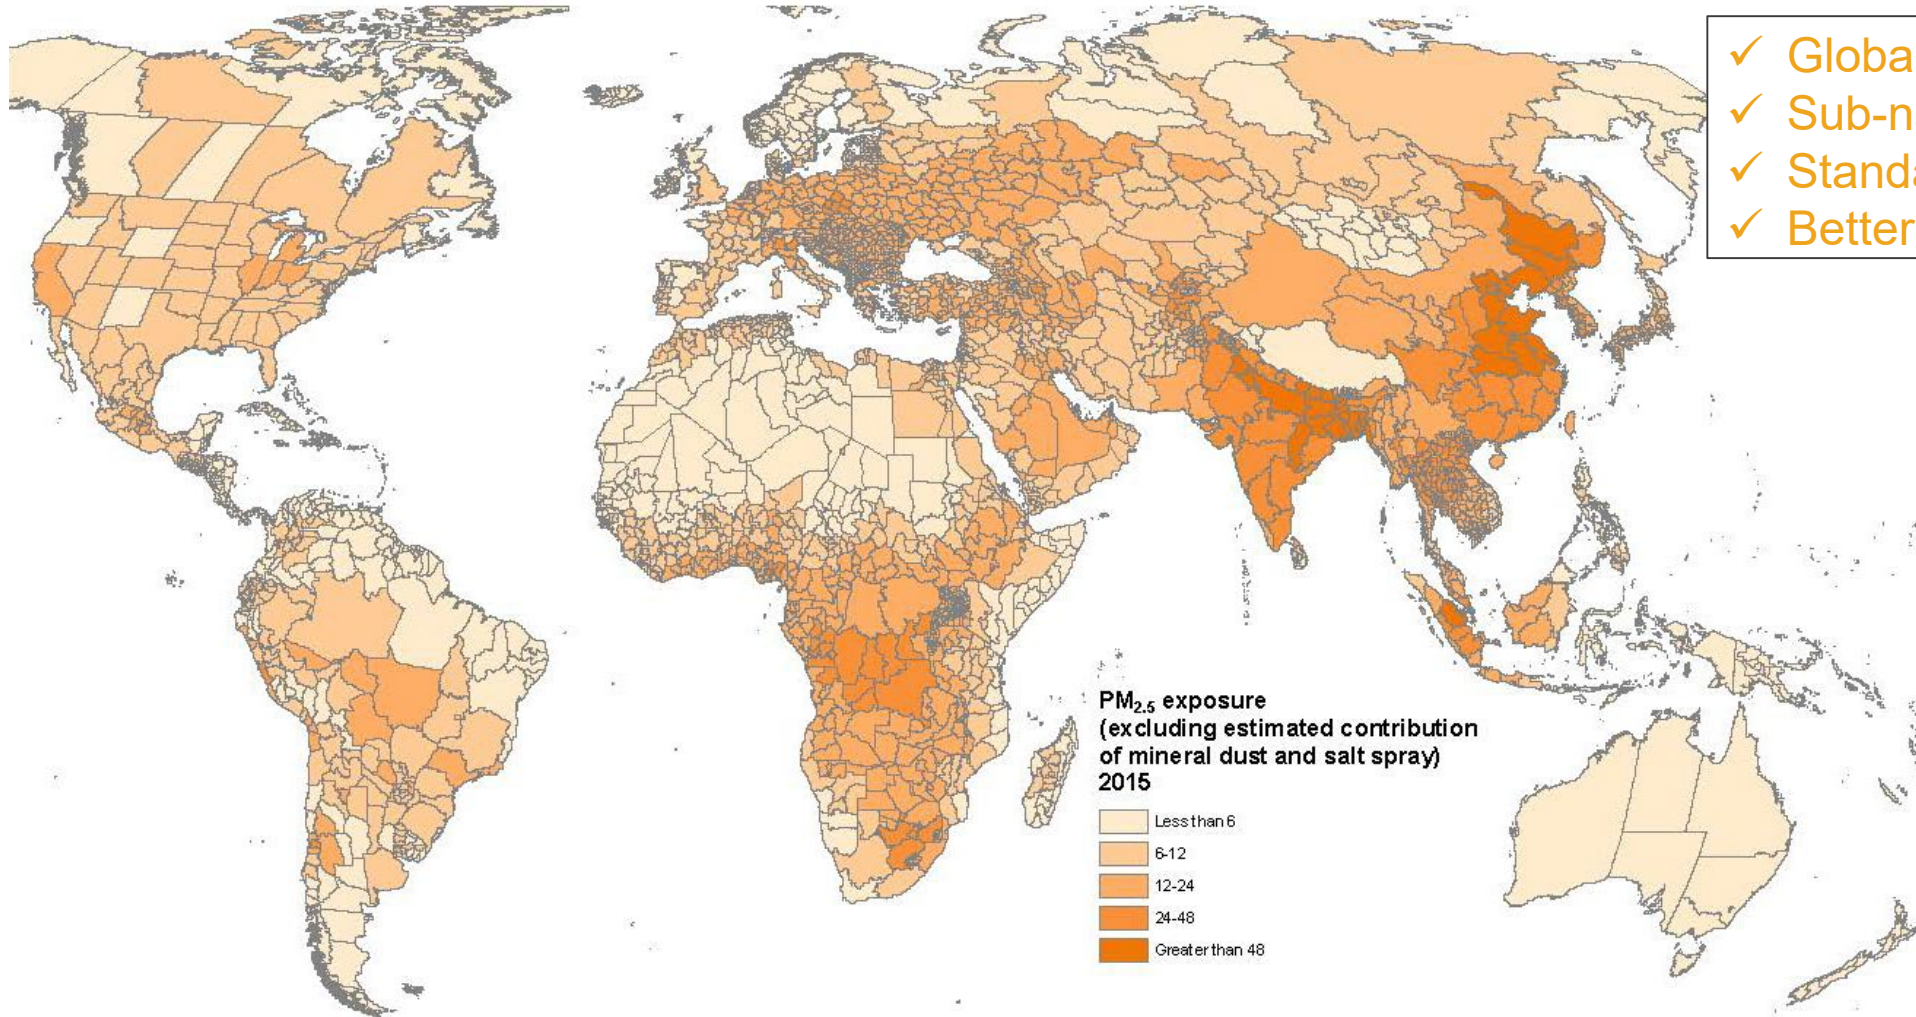 ✓ Globa
✓ Sub-n
✓ Standa
✓ Better
PM2.5 exposure
(excluding estimated contribution
of mineral dust and salt spray)
2015
Less than 6
6-12
12-24
24-48
Greater than 48